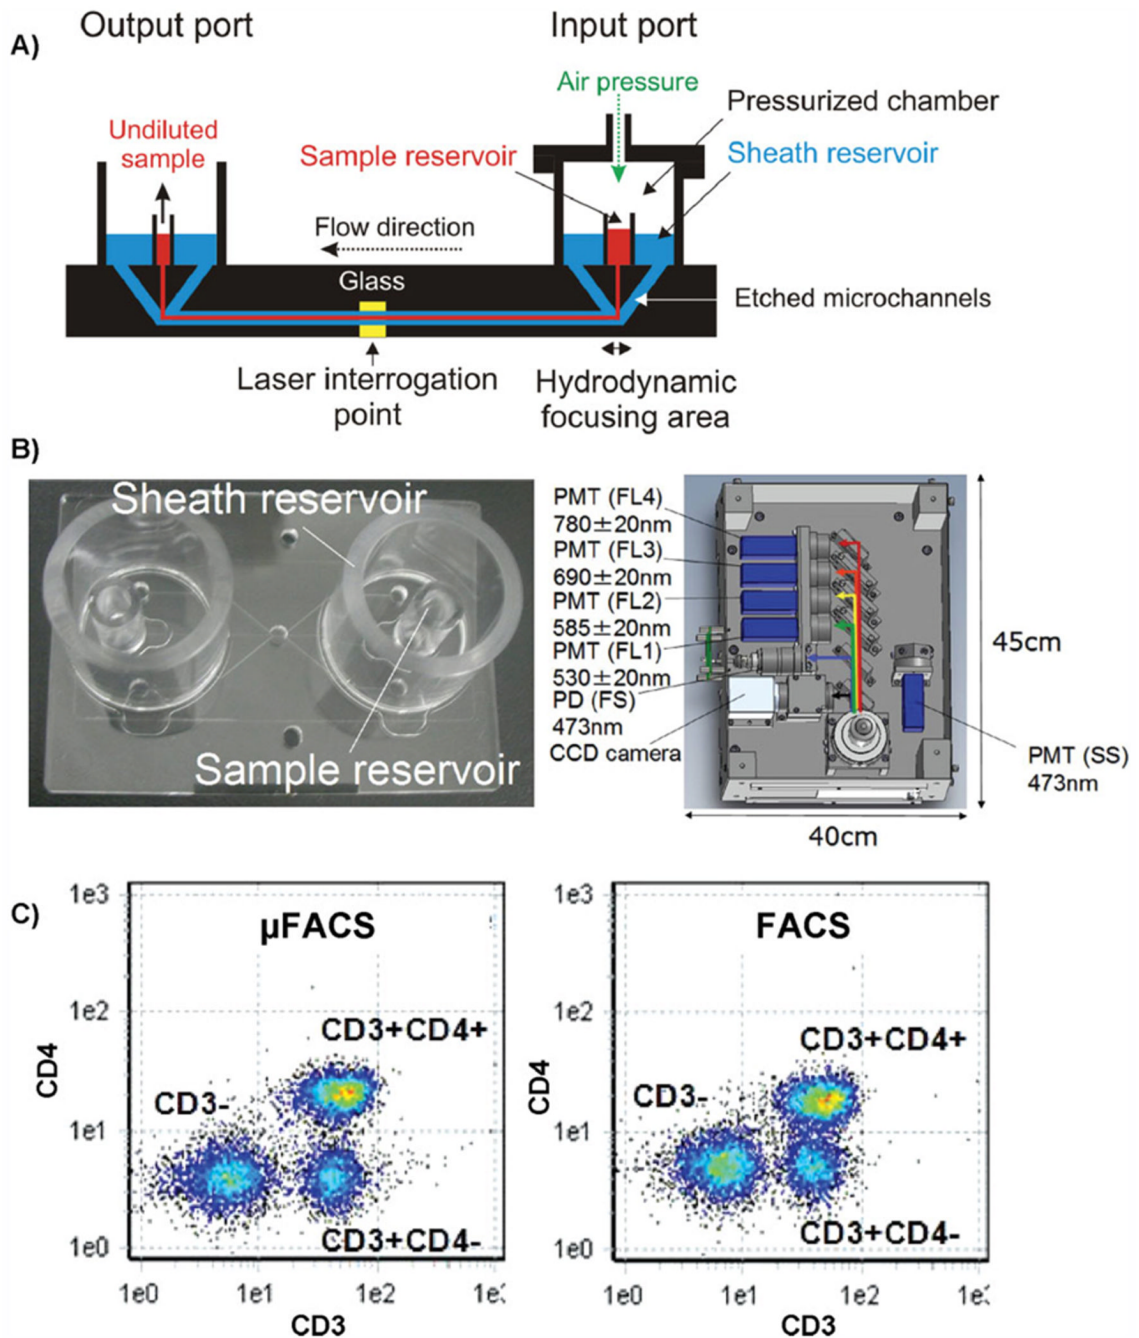 A)
Output port
Input port
Air pressure
Pressurized chamber
Undiluted
sample
Sample reservoir
Sheath reservoir
Flow direction
Glass
Etched microchannels
Laser interrogation
point
Hydrodynamic
focusing area
B)
Sheath reservoir
Sample reservoir
PMT (FL4)
780±20nm
PMT (FL3)
690±20nm
PMT (FL2)
585±20nm
PMT (FL1)
530±20nm
PD (FS)
473nm
CCD camera
45cm
PMT (SS)
473nm
40cm
C)
1e3
µFACS
1e2
CD3+CD4+
CD4
CD3-
1e1
CD3+CD4-
1e0
1e0 1e1 1e2 1e3
CD3
1e3
FACS
1e2
CD3+CD4+
CD4
CD3-
1e1
CD3+CD4-
1e0
1e0 1e1 1e2 1e3
CD3